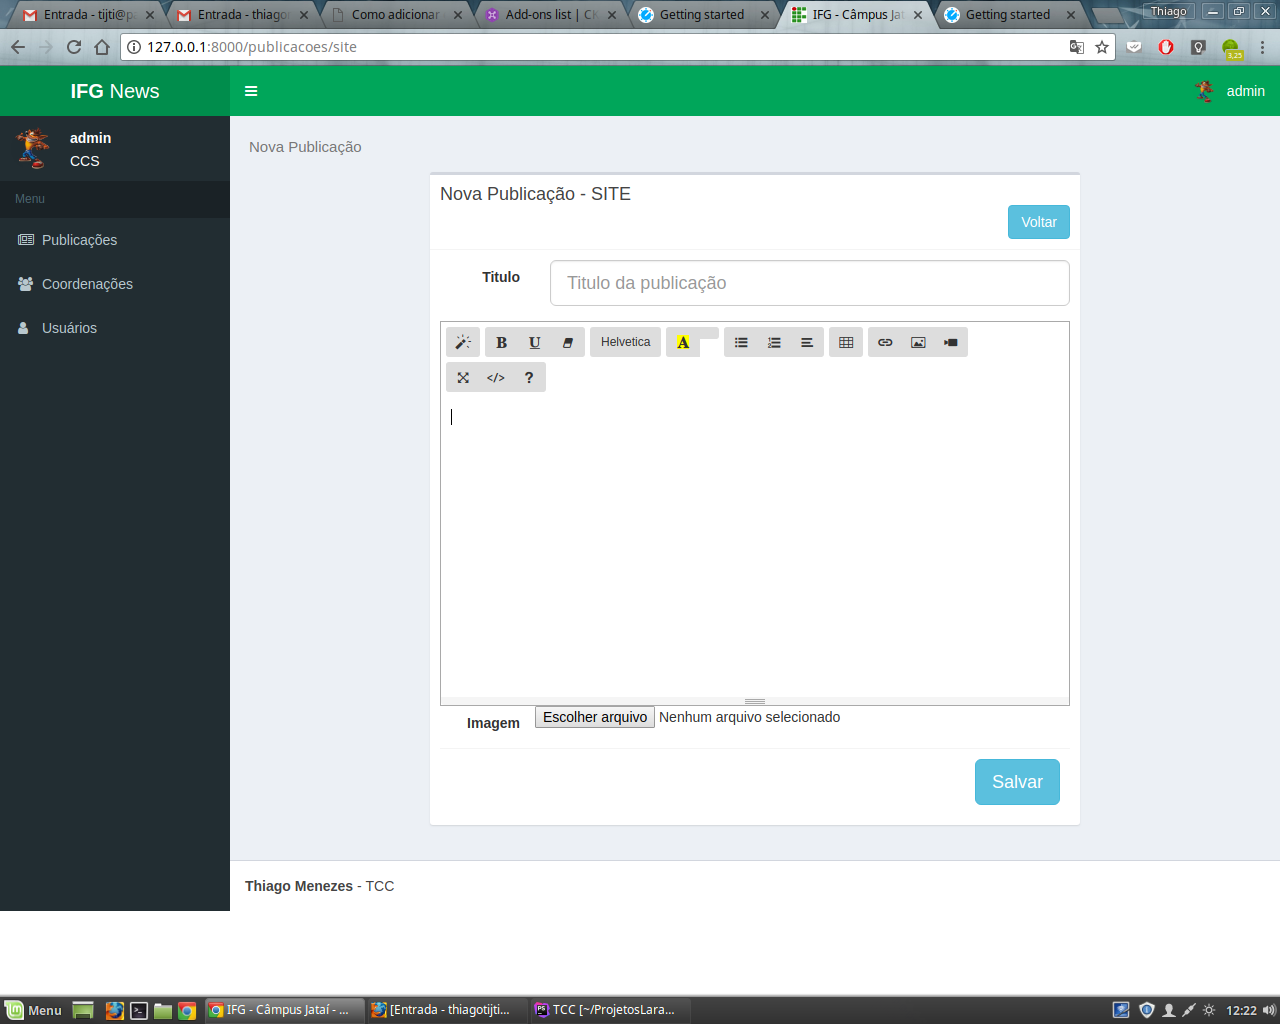 Entrada - tijti@p
Entrada - thiago
Como adicionar
Add-ons list | CK
Getting started
IFG - Câmpus Jat
Getting started
Thiago
127.0.0.1:8000/publicacoes/site
3,25
IFG News
admin
admin
CCS
Menu
Publicações
Coordenações
Usuários
Nova Publicação
Nova Publicação - SITE
Voltar
Titulo
Titulo da publicação
B U Helvetica A
</> ?
Imagem
Escolher arquivo Nenhum arquivo selecionado
Salvar
Thiago Menezes - TCC
Menu
IFG - Câmpus Jataí - ...
[Entrada - thiagotijti...
TCC [~/ProjetosLara...
12:22